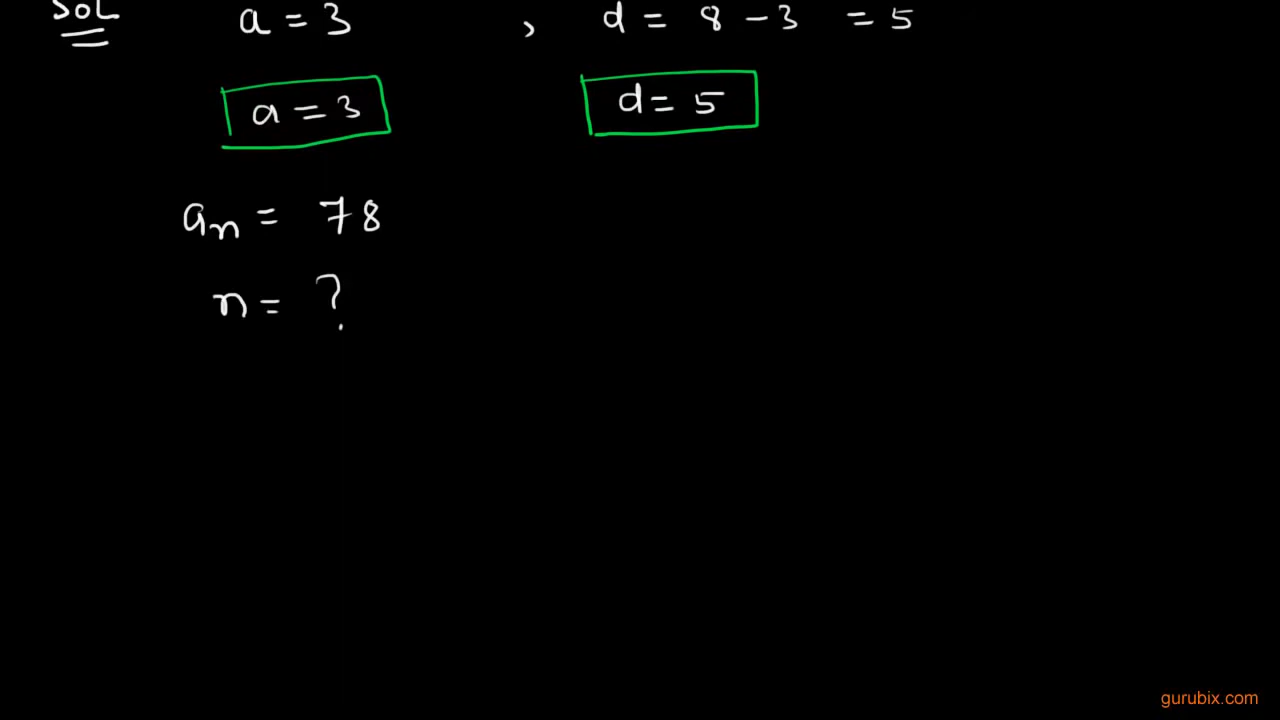 SOL a = 3 , d = 8 - 3 = 5
a = 3 d = 5
an = 78
n = ?
gurubix.com